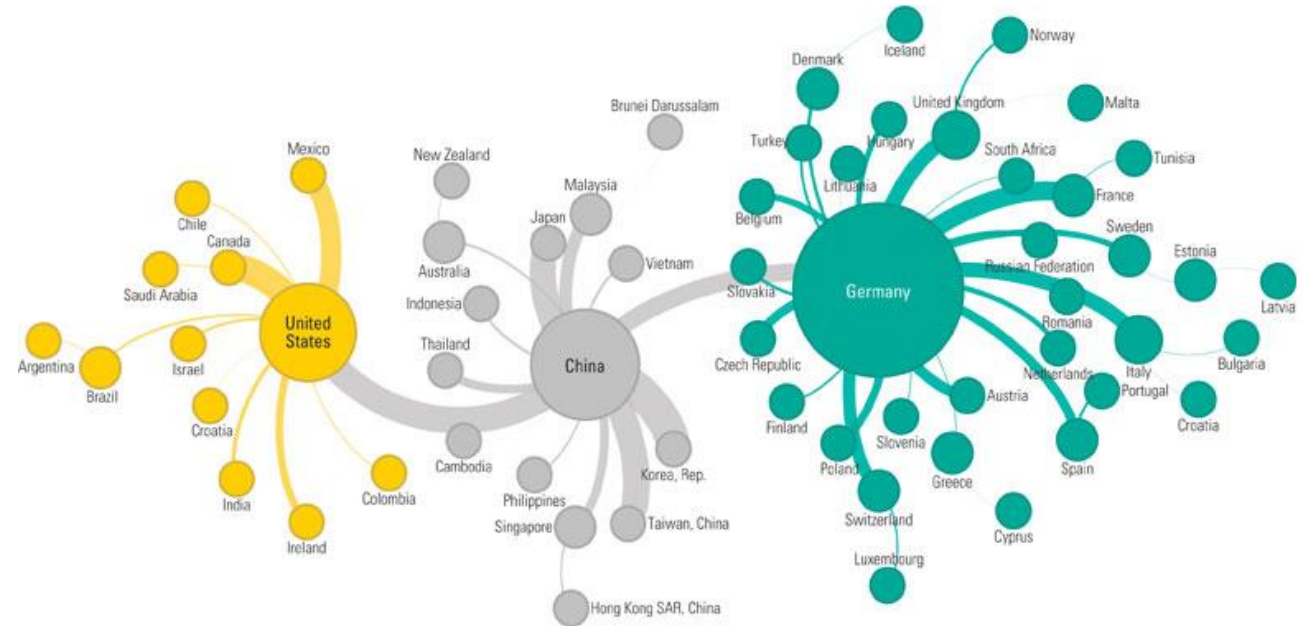 Mexico
Chile
Canada
Saudi Arabia
United
States
Argentina
Brazil
Israel
Croatia
India
Ireland
Colombia
Brunei Darussalam
New Zealand
Malaysia
Japan
Australia
Vietnam
Indonesia
Thailand
China
Cambodia
Philippines
Korea, Rep.
Singapore
Taiwan, China
Hong Kong SAR, China
Iceland
Norway
Denmark
United Kingdom
Malta
Turkey
Hungary
South Africa
Tunisia
Lithuania
France
Belgium
Sweden
Estonia
Russian Federation
Slovakia
Germany
Latvia
Romania
Czech Republic
Netherlands
Italy
Bulgaria
Portugal
Austria
Croatia
Finland
Slovenia
Poland
Greece
Spain
Switzerland
Cyprus
Luxembourg